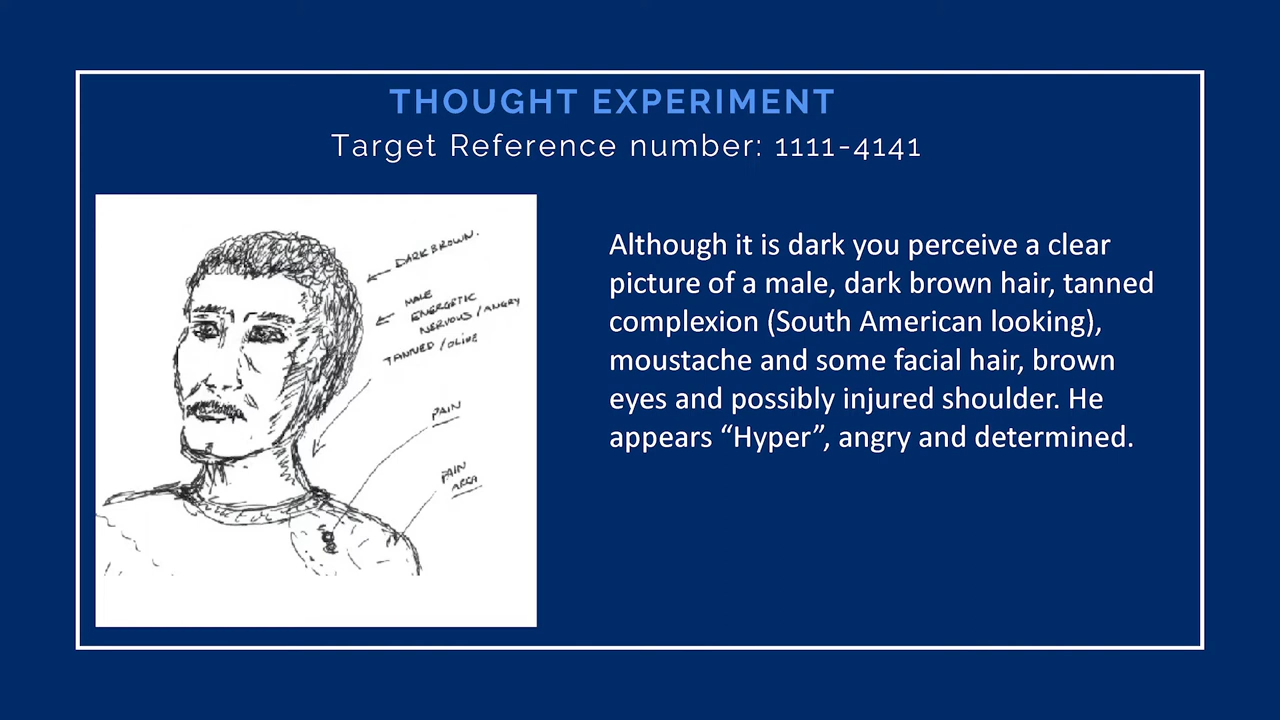 THOUGHT EXPERIMENT
Target Reference number: 1111-4141
DARK BROWN.
MALE
ENERGETIC
NERVOUS/ANGRY
TANNED/OLIVE
PAIN
PAIN
AREA
Although it is dark you perceive a clear
picture of a male, dark brown hair, tanned
complexion (South American looking),
moustache and some facial hair, brown
eyes and possibly injured shoulder. He
appears “Hyper”, angry and determined.